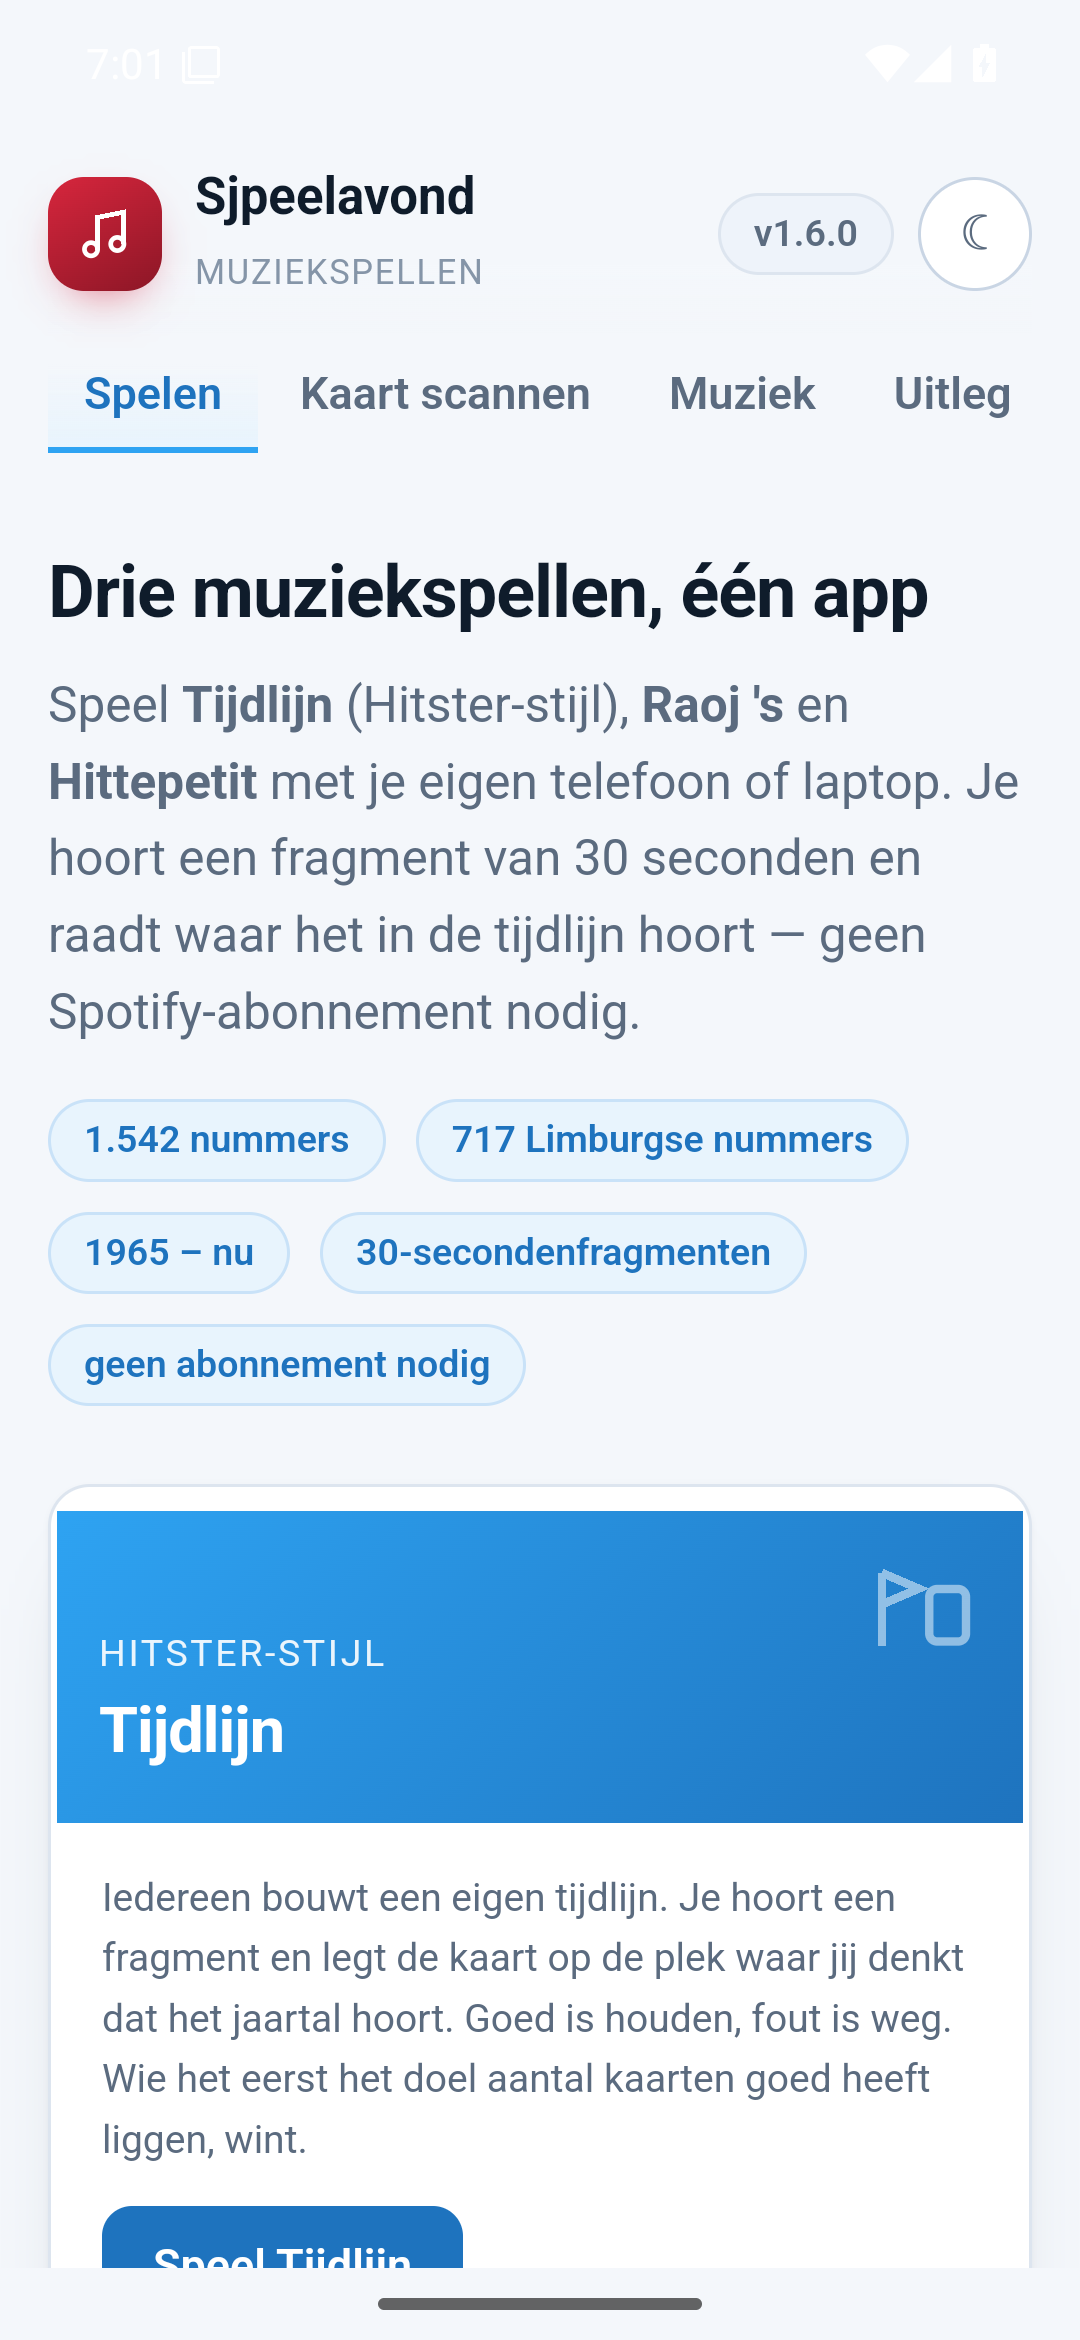 7:01
Sjpeelavond
MUZIEKSPELLEN
v1.6.0
Spelen Kaart scannen Muziek Uitleg
Drie muziekspellen, één app
Speel Tijdlijn (Hitster-stijl), Raoj 's en
Hittepetit met je eigen telefoon of laptop. Je
hoort een fragment van 30 seconden en
raadt waar het in de tijdlijn hoort — geen
Spotify-abonnement nodig.
1.542 nummers 717 Limburgse nummers
1965 – nu 30-secondenfragmenten
geen abonnement nodig
HITSTER-STIJL
Tijdlijn
Iedereen bouwt een eigen tijdlijn. Je hoort een
fragment en legt de kaart op de plek waar jij denkt
dat het jaartal hoort. Goed is houden, fout is weg.
Wie het eerst het doel aantal kaarten goed heeft
liggen, wint.
Speel Tijdlijn